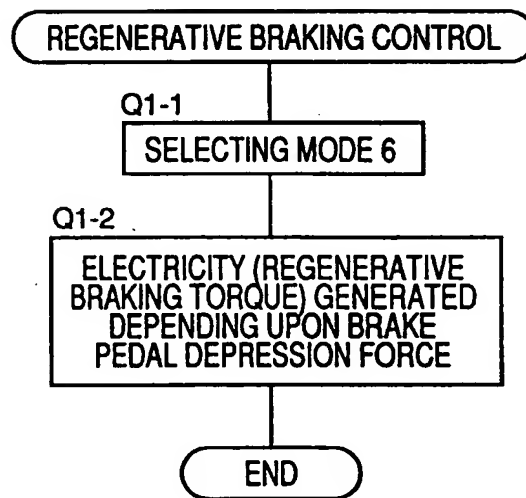 REGENERATIVE BRAKING CONTROL
Q1-1
SELECTING MODE 6
Q1-2
ELECTRICITY (REGENERATIVE
BRAKING TORQUE) GENERATED
DEPENDING UPON BRAKE
PEDAL DEPRESSION FORCE
END